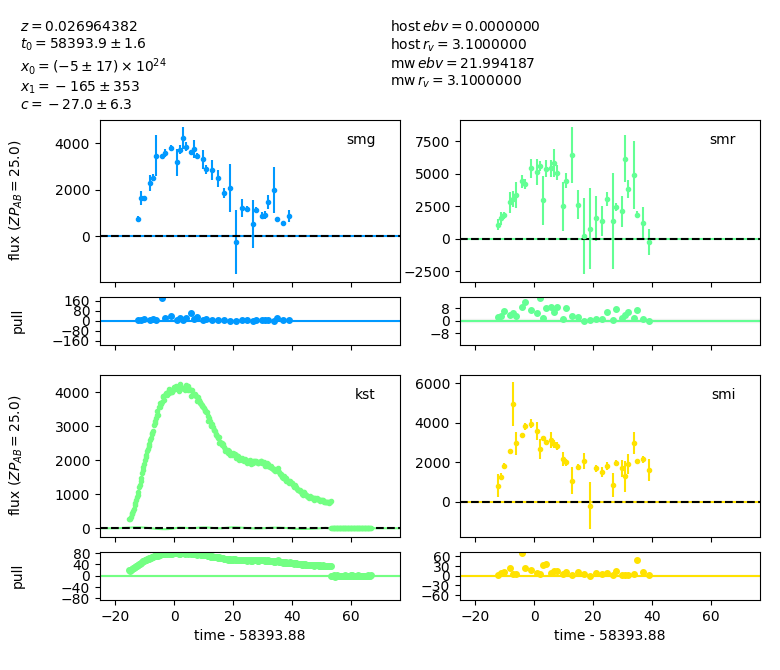 z = 0.026964382
t₀ = 58393.9 ± 1.6
x₀ = (−5 ± 17) × 10²⁴
x₁ = −165 ± 353
c = −27.0 ± 6.3
host ebv = 0.0000000
host rᵥ = 3.1000000
mw ebv = 21.994187
mw rᵥ = 3.1000000
flux (ZP_AB = 25.0)
4000
2000
0
smg
7500
5000
2500
0
−2500
smr
pull
160
80
0
−80
−160
8
0
−8
flux (ZP_AB = 25.0)
4000
3000
2000
1000
0
kst
6000
4000
2000
0
smi
pull
80
40
0
−40
−80
60
30
0
−30
−60
−20 0 20 40 60
−20 0 20 40 60
time - 58393.88
time - 58393.88